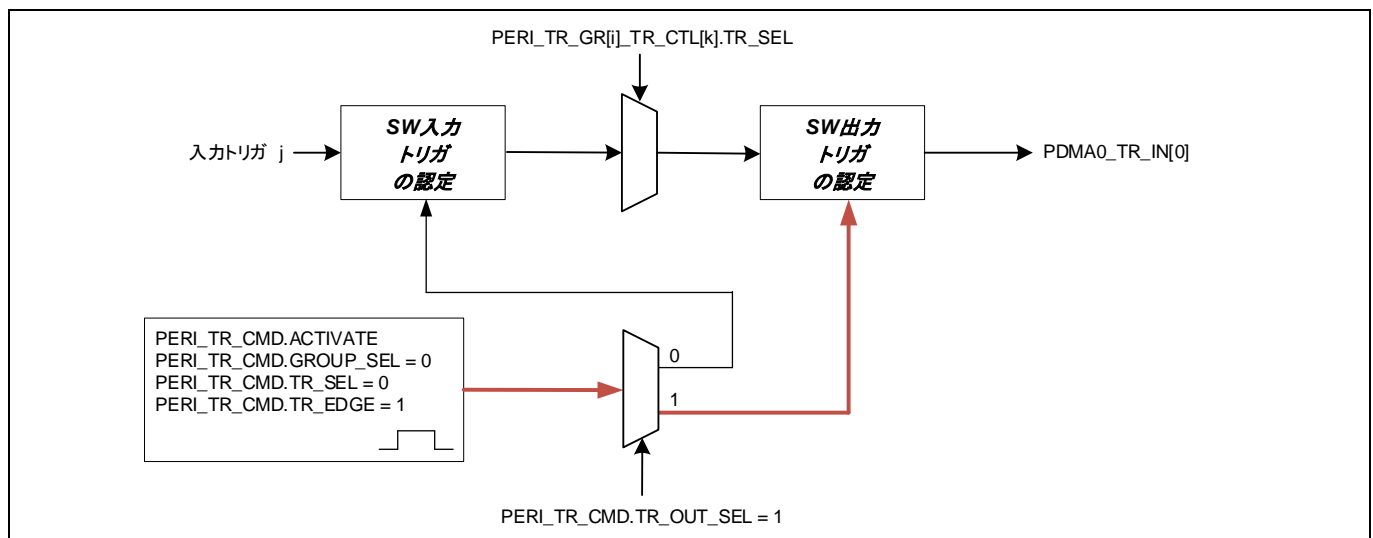 PERI_TR_GR[i]_TR_CTL[k].TR_SEL
入力トリガ j
SW入力
トリガ
の認定
SW出力
トリガ
の認定
PDMA0_TR_IN[0]
PERI_TR_CMD.ACTIVATE
PERI_TR_CMD.GROUP_SEL = 0
PERI_TR_CMD.TR_SEL = 0
PERI_TR_CMD.TR_EDGE = 1
0
1
PERI_TR_CMD.TR_OUT_SEL = 1